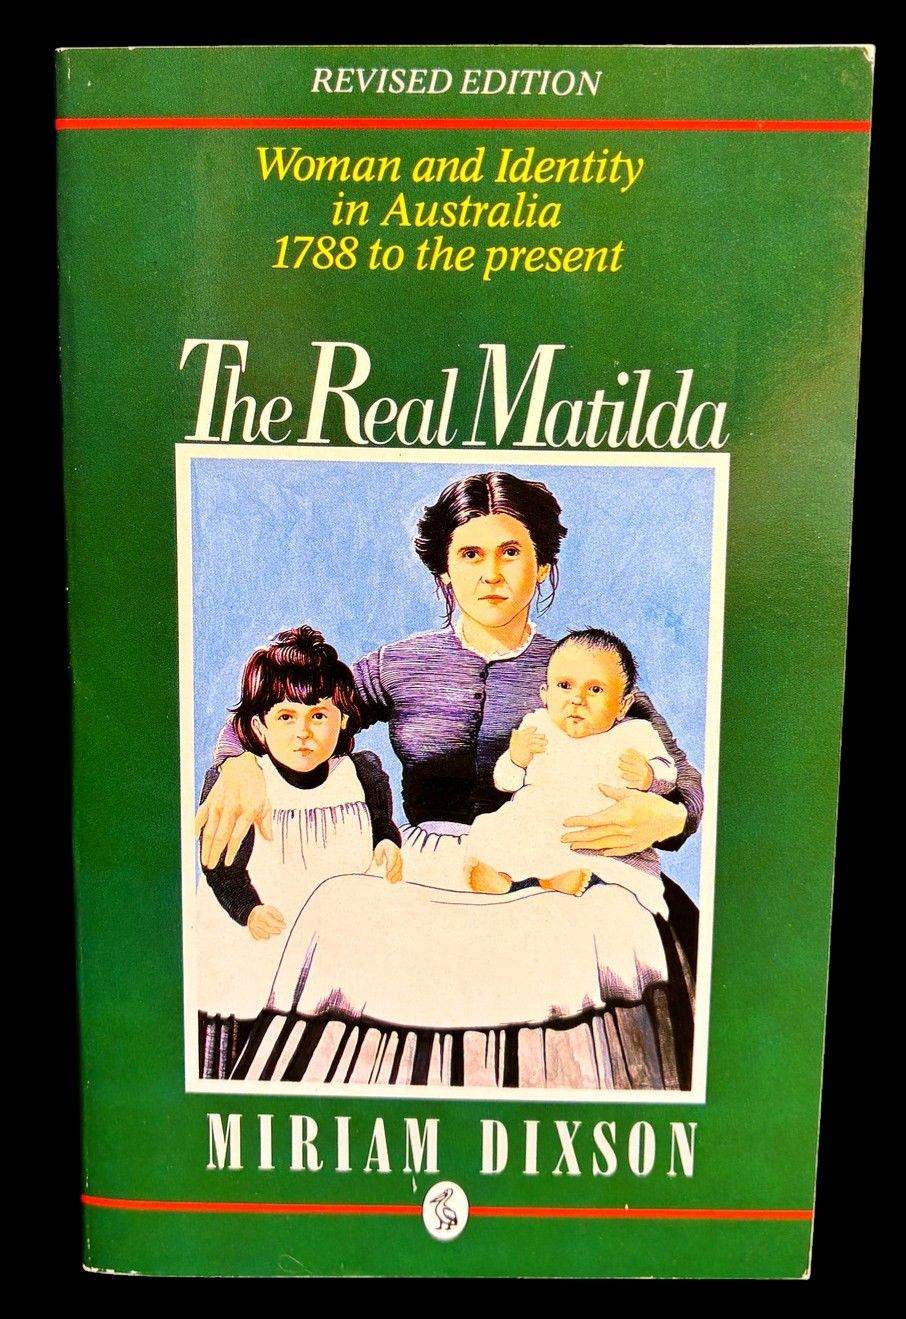 REVISED EDITION
Woman and Identity
in Australia
1788 to the present
The Real Matilda
MIRIAM DIXSON